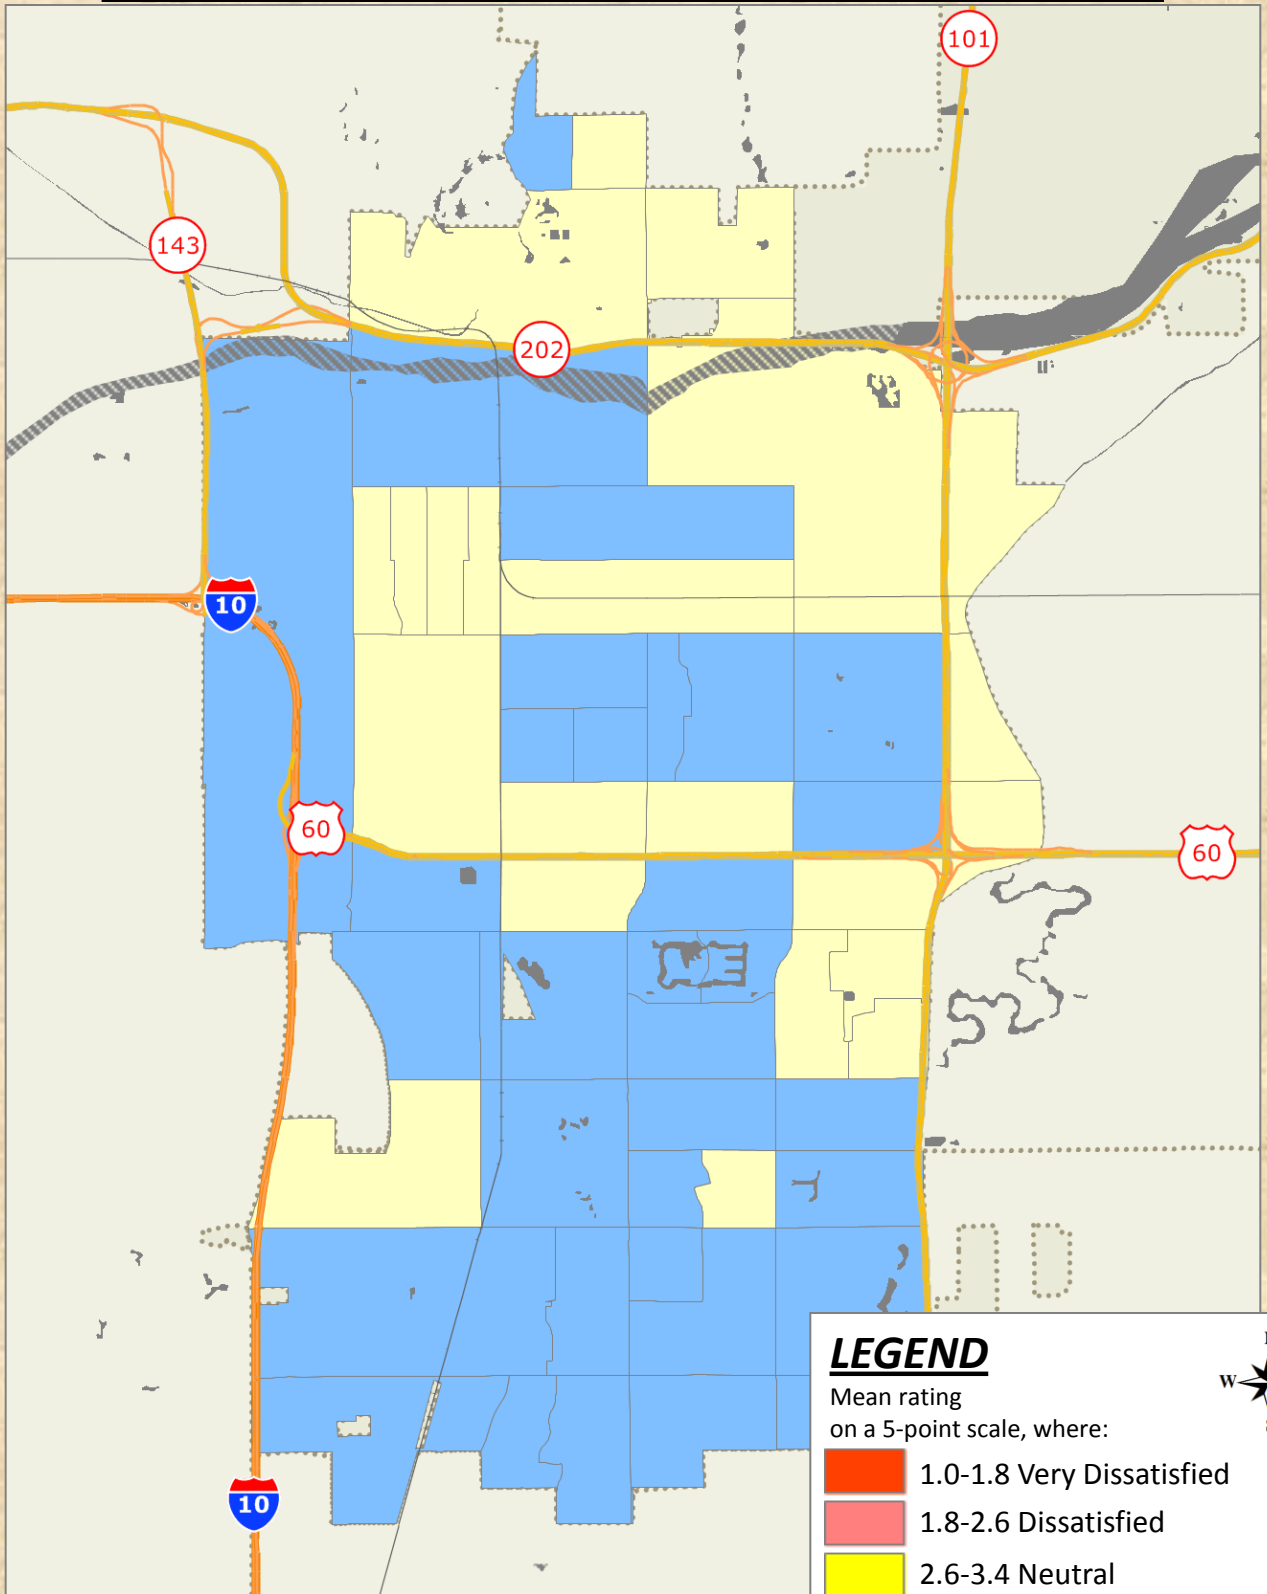 101
143
202
10
60
60
10
LEGEND
W
Mean rating
on a 5-point scale, where:
1.0-1.8 Very Dissatisfied
1.8-2.6 Dissatisfied
2.6-3.4 Neutral